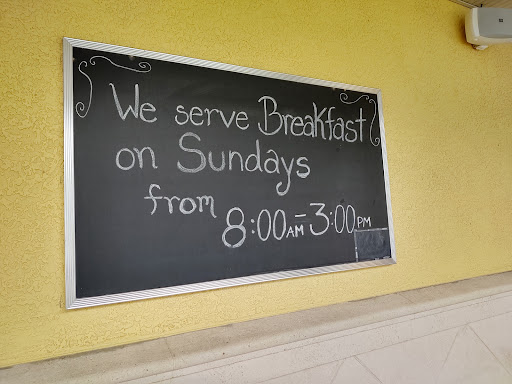 We serve Breakfast
on Sundays
from 8:00AM-3:00PM